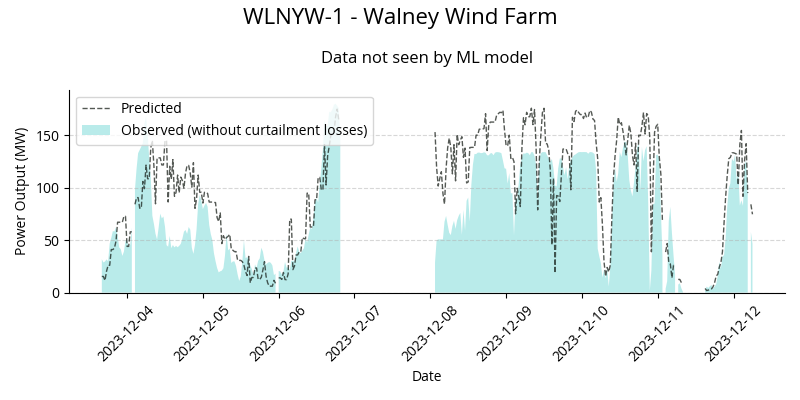 WLNYW-1 - Walney Wind Farm
Data not seen by ML model
Predicted
Observed (without curtailment losses)
Power Output (MW)
150
100
50
0
2023-12-04
2023-12-05
2023-12-06
2023-12-07
2023-12-08
2023-12-09
2023-12-10
2023-12-11
2023-12-12
Date